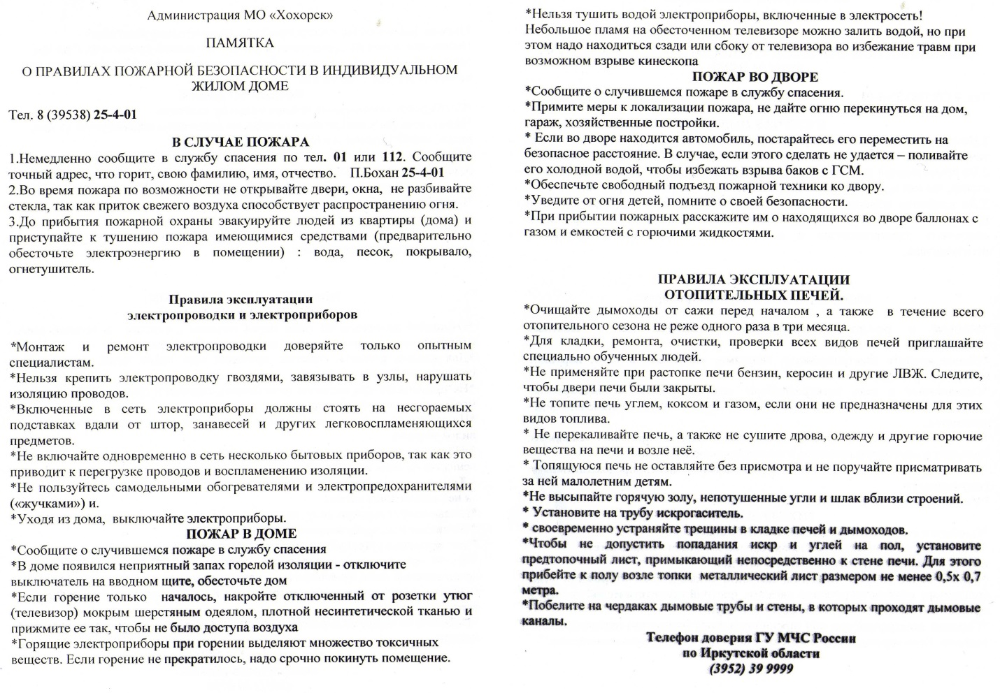 Администрация МО «Хохорск»
ПАМЯТКА
О ПРАВИЛАХ ПОЖАРНОЙ БЕЗОПАСНОСТИ В ИНДИВИДУАЛЬНОМ
ЖИЛОМ ДОМЕ
Тел. 8 (39538) 25-4-01
В СЛУЧАЕ ПОЖАРА
1.Немедленно сообщите в службу спасения по тел. 01 или 112. Сообщите
точный адрес, что горит, свою фамилию, имя, отчество. П.Бохан 25-4-01
2.Во время пожара по возможности не открывайте двери, окна, не разбивайте
стекла, так как приток свежего воздуха способствует распространению огня.
3.До прибытия пожарной охраны эвакуируйте людей из квартиры (дома) и
приступайте к тушению пожара имеющимися средствами (предварительно
обесточьте электроэнергию в помещении) : вода, песок, покрывало,
огнетушитель.
Правила эксплуатации
электропроводки и электроприборов
*Монтаж и ремонт электропроводки доверяйте только опытным
специалистам.
*Нельзя крепить электропроводку гвоздями, завязывать в узлы, нарушать
изоляцию проводов.
*Включенные в сеть электроприборы должны стоять на несгораемых
подставках вдали от штор, занавесей и других легковоспламеняющихся
предметов.
*Не включайте одновременно в сеть несколько бытовых приборов, так как это
приводит к перегрузке проводов и воспламенению изоляции.
*Не пользуйтесь самодельными обогревателями и электропредохранителями
(«жучками») и.
*Уходя из дома, выключайте электроприборы.
ПОЖАР В ДОМЕ
*Сообщите о случившемся пожаре в службу спасения
*В доме появился неприятный запах горелой изоляции - отключите
выключатель на вводном щите, обесточьте дом
*Если горение только началось, накройте отключенный от розетки утюг
(телевизор) мокрым шерстяным одеялом, плотной несинтетической тканью и
прижмите ее так, чтобы не было доступа воздуха
*Горящие электроприборы при горении выделяют множество токсичных
веществ. Если горение не прекратилось, надо срочно покинуть помещение.
*Нельзя тушить водой электроприборы, включенные в электросеть!
Небольшое пламя на обесточенном телевизоре можно залить водой, но при
этом надо находиться сзади или сбоку от телевизора во избежание травм при
возможном взрыве кинескопа
ПОЖАР ВО ДВОРЕ
*Сообщите о случившемся пожаре в службу спасения.
*Примите меры к локализации пожара, не дайте огню перекинуться на дом,
гараж, хозяйственные постройки.
* Если во дворе находится автомобиль, постарайтесь его переместить на
безопасное расстояние. В случае, если этого сделать не удается – поливайте
его холодной водой, чтобы избежать взрыва баков с ГСМ.
*Обеспечьте свободный подъезд пожарной техники ко двору.
*Уведите от огня детей, помните о своей безопасности.
*При прибытии пожарных расскажите им о находящихся во дворе баллонах с
газом и емкостей с горючими жидкостями.
ПРАВИЛА ЭКСПЛУАТАЦИИ
ОТОПИТЕЛЬНЫХ ПЕЧЕЙ.
*Очищайте дымоходы от сажи перед началом , а также в течение всего
отопительного сезона не реже одного раза в три месяца.
*Для кладки, ремонта, очистки, проверки всех видов печей приглашайте
специально обученных людей.
*Не применяйте при растопке печи бензин, керосин и другие ЛВЖ. Следите,
чтобы двери печи были закрыты.
*Не топите печь углем, коксом и газом, если они не предназначены для этих
видов топлива.
* Не перекаливайте печь, а также не сушите дрова, одежду и другие горючие
вещества на печи и возле неё.
* Топящуюся печь не оставляйте без присмотра и не поручайте присматривать
за ней малолетним детям.
*Не высыпайте горячую золу, непотушенные угли и шлак вблизи строений.
* Установите на трубу искрогаситель.
* своевременно устраняйте трещины в кладке печей и дымоходов.
*Чтобы не допустить попадания искр и углей на пол, установите
предтопочный лист, примыкающий непосредственно к стене печи. Для этого
прибейте к полу возле топки металлический лист размером не менее 0,5х 0,7
метра.
*Побелите на чердаках дымовые трубы и стены, в которых проходят дымовые
каналы.
Телефон доверия ГУ МЧС России
по Иркутской области
(3952) 39 9999